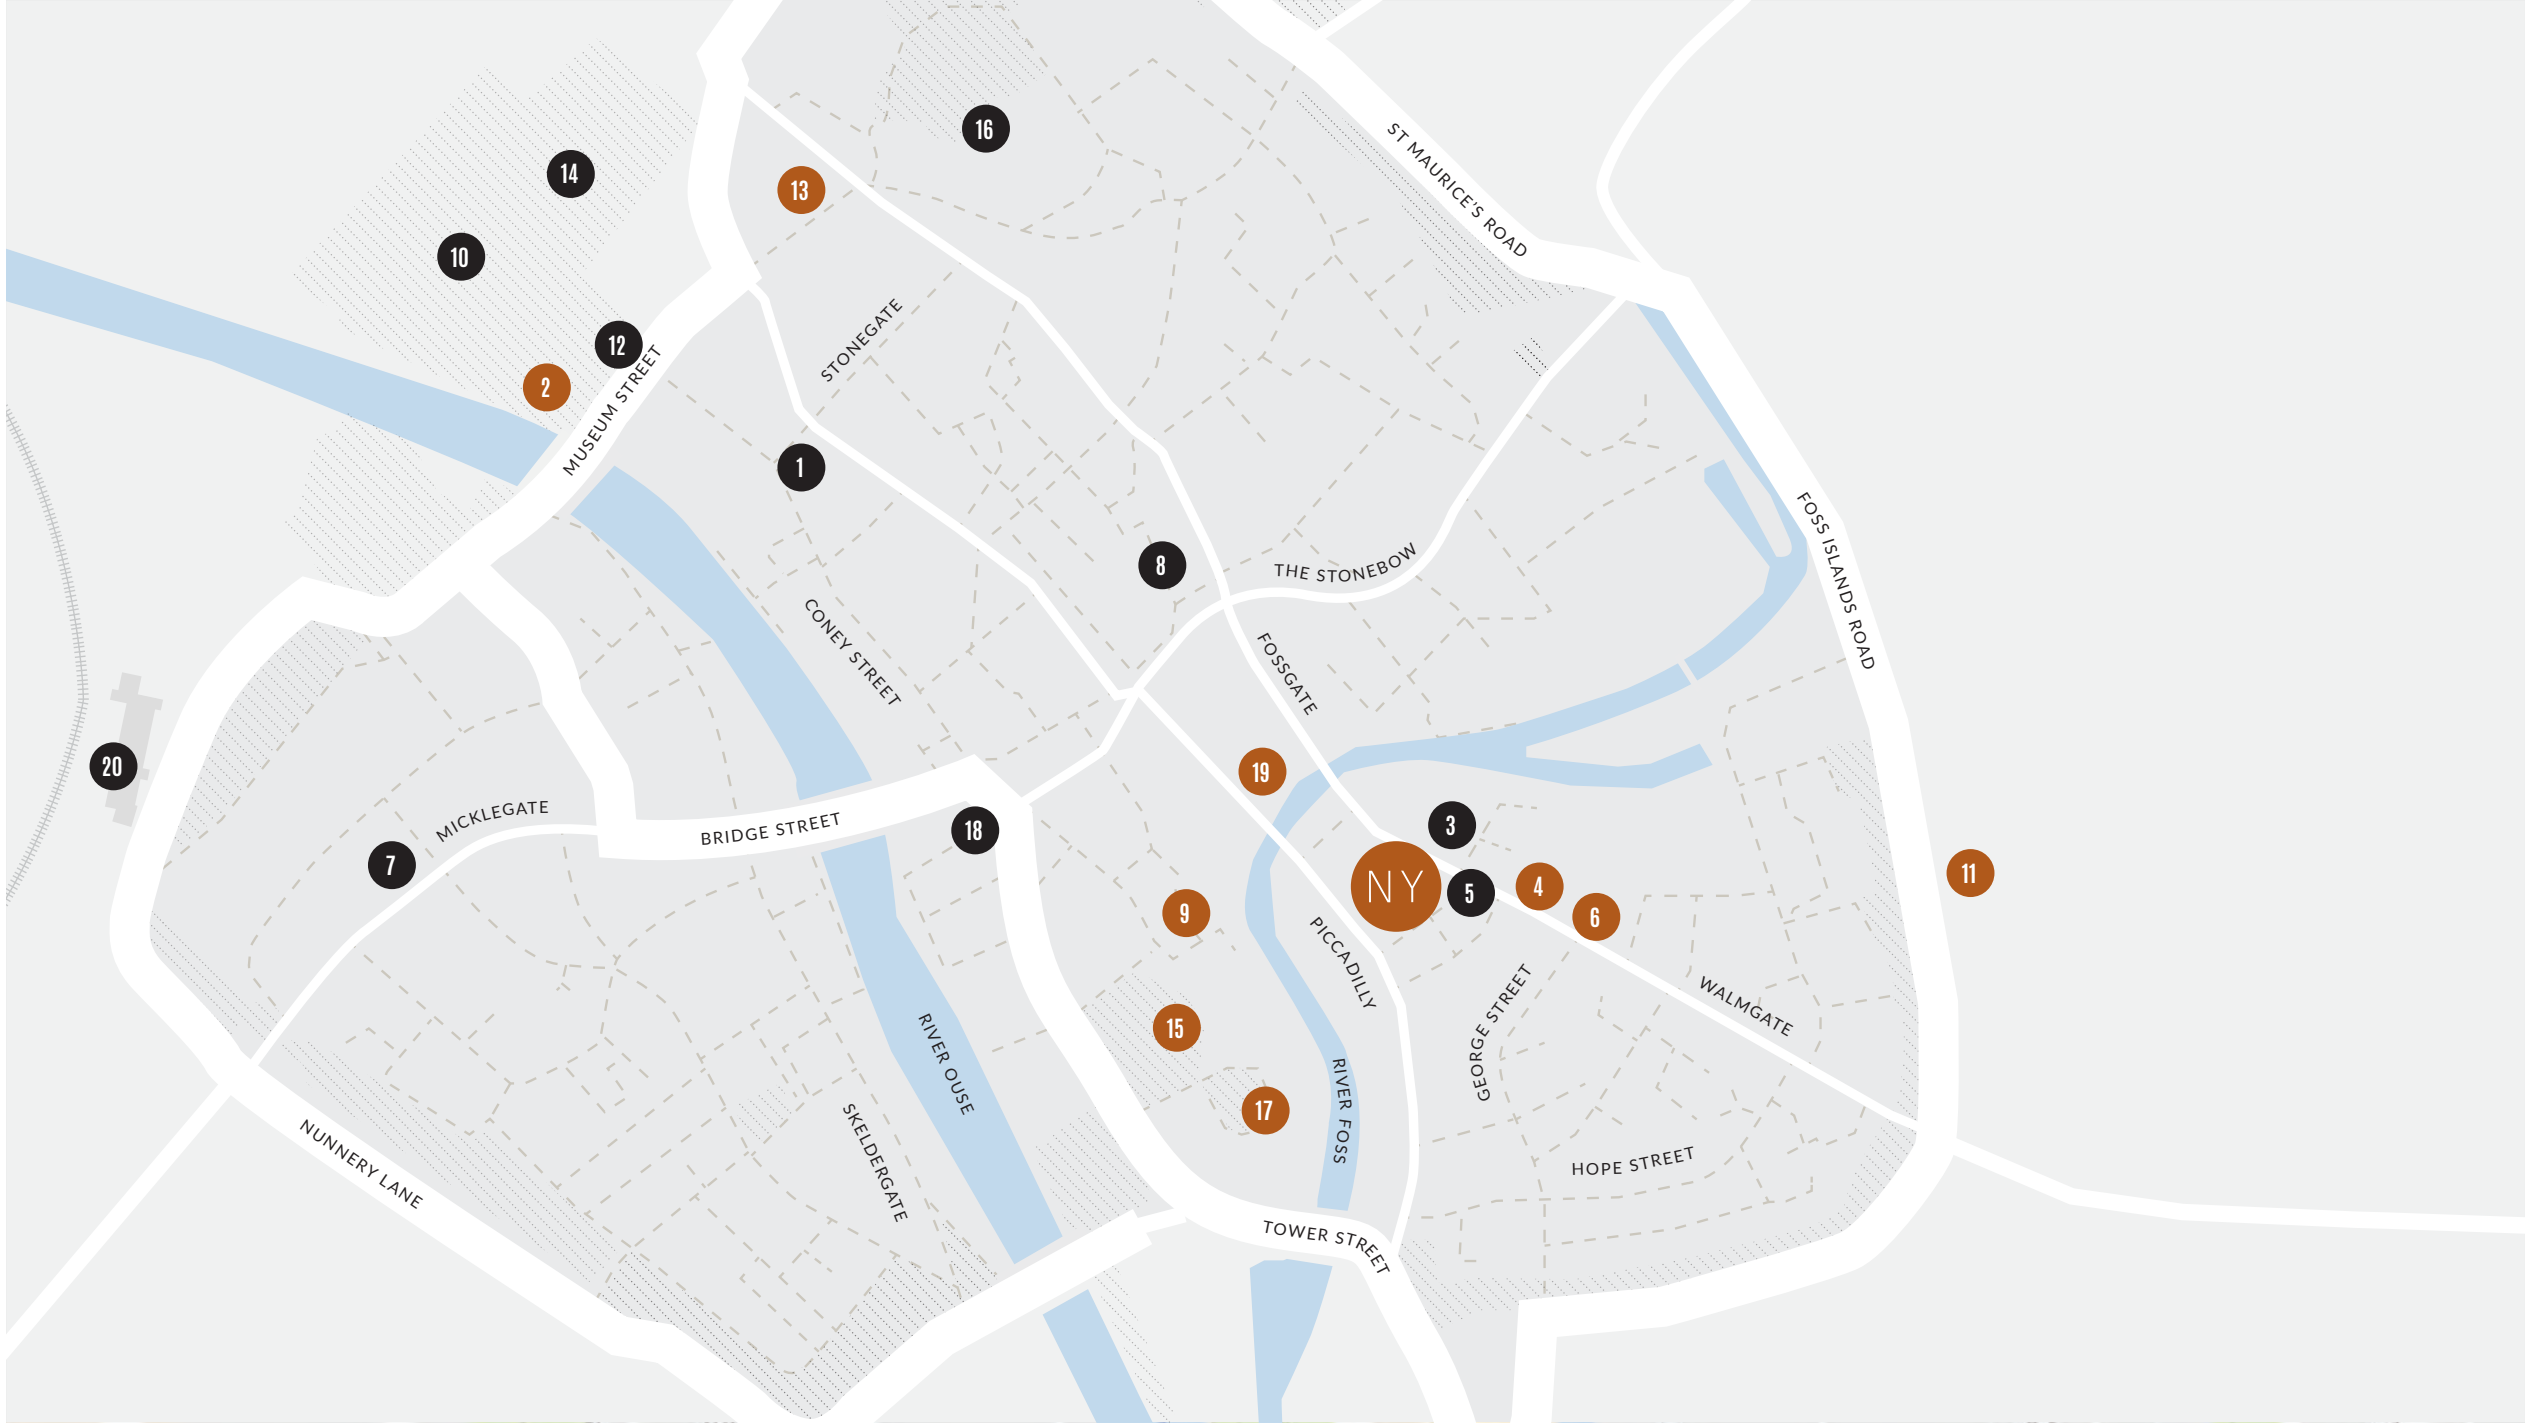 16
ST MAURICE'S ROAD
14
13
10
STONEGATE
12
2
MUSEUM STREET
1
8
THE STONEBOW
FOSS ISLANDS ROAD
CONEY STREET
FOSSGATE
20
19
MICKLEGATE
BRIDGE STREET
18
3
7
NY
5
4
6
11
9
PICCADILLY
GEORGE STREET
WALMGATE
15
RIVER OUSE
RIVER FOSS
17
NUNNERY LANE
SKELDERGATE
HOPE STREET
TOWER STREET